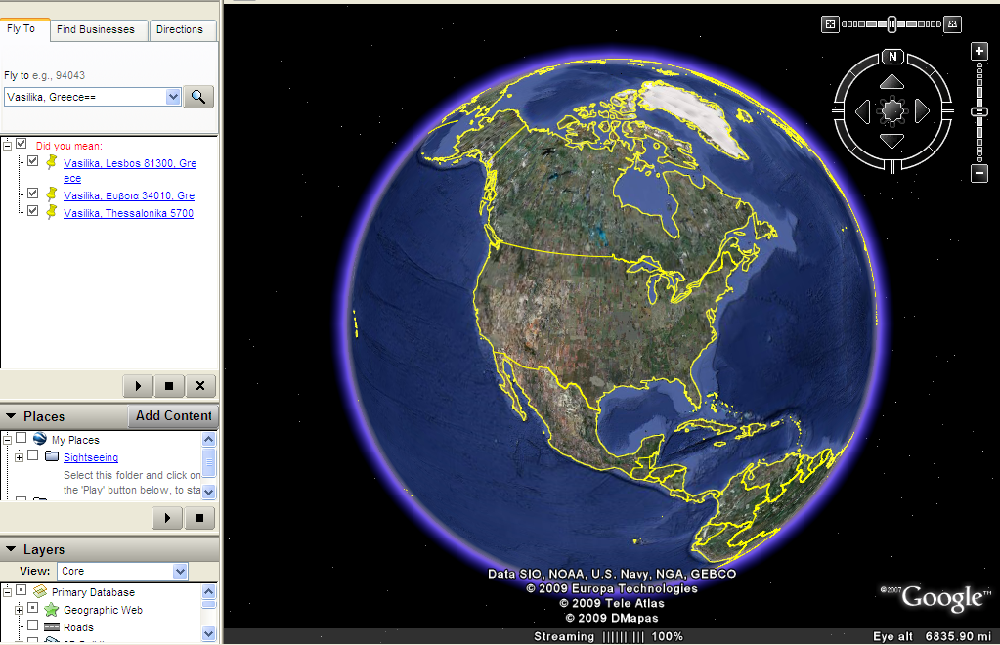 Fly To
Find Businesses
Directions
Fly to e.g., 94043
Vasilika, Greece==
Did you mean:
Vasilika, Lesbos 81300, Gre
ece
Vasilika, Ευβοια 34010, Gre
Vasilika, Thessalonika 5700
Places
Add Content
My Places
Sightseeing
Select this folder and click on
the 'Play' button below, to sta
Layers
View: Core
Primary Database
Geographic Web
Roads
N
Data SIO, NOAA, U.S. Navy, NGA, GEBCO
© 2009 Europa Technologies
© 2009 Tele Atlas
© 2009 DMapas
©2007 Google™
Streaming |||||||||| 100%
Eye alt 6835.90 mi